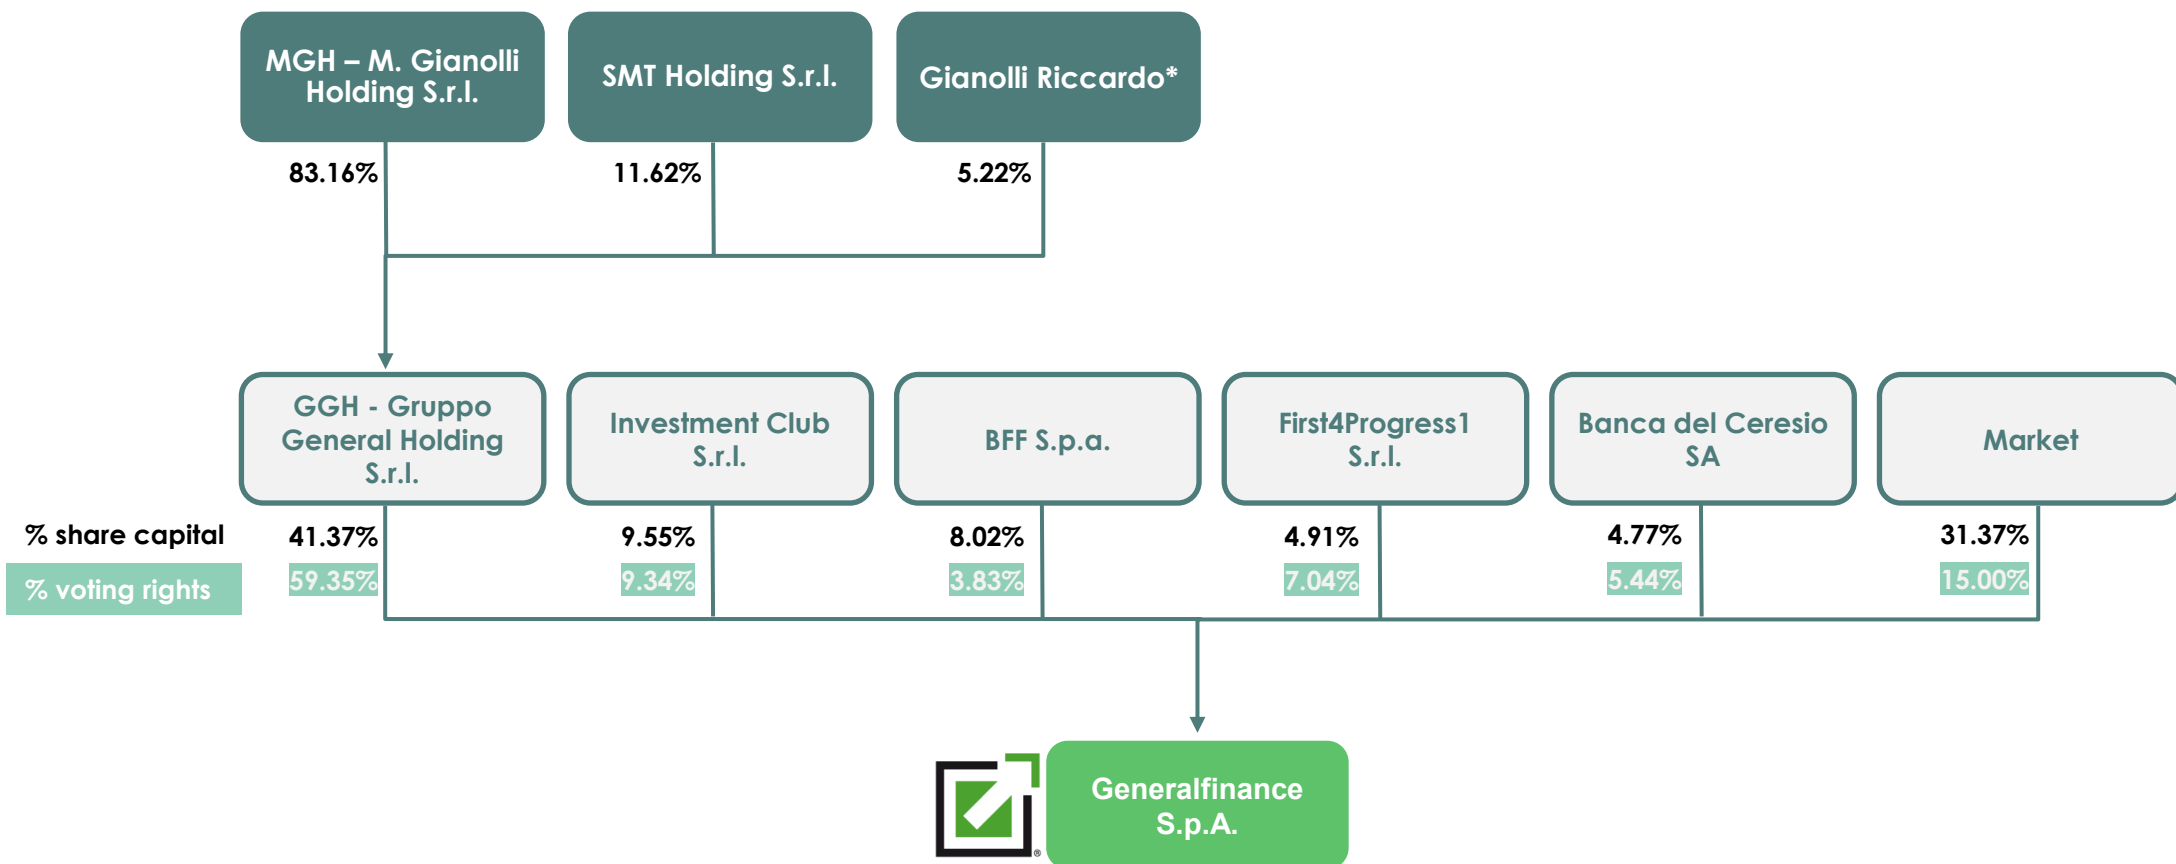 MGH – M. Gianolli
Holding S.r.l.
SMT Holding S.r.l.
Gianolli Riccardo*
83.16%
11.62%
5.22%
GGH - Gruppo
General Holding
S.r.l.
Investment Club
S.r.l.
BFF S.p.a.
First4Progress1
S.r.l.
Banca del Ceresio
SA
Market
% share capital
41.37%
9.55%
8.02%
4.91%
4.77%
31.37%
% voting rights
59.35%
9.34%
3.83%
7.04%
5.44%
15.00%
Generalfinance
S.p.A.
®